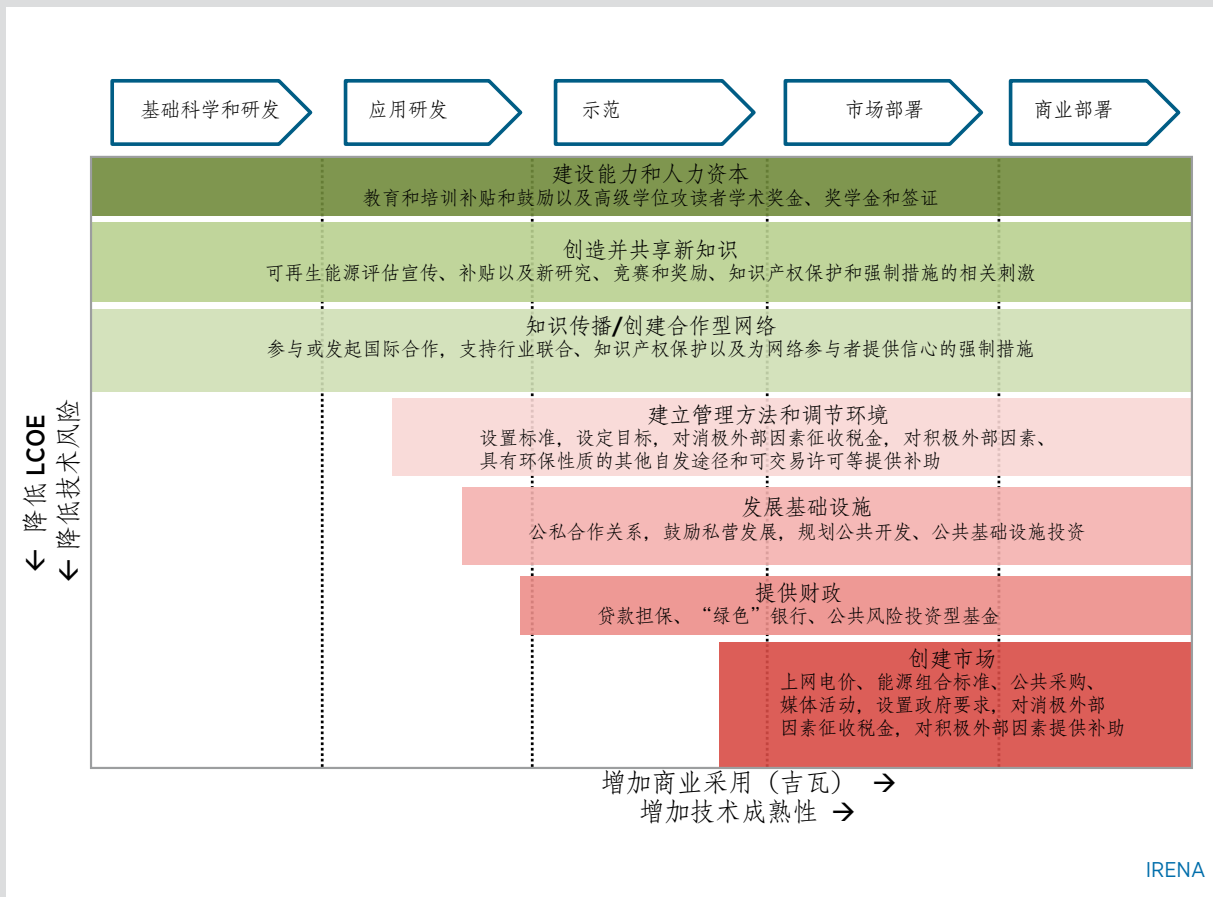 基础科学和研发
应用研发
示范
市场部署
商业部署
建设能力和人力资本
教育和培训补贴和鼓励以及高级学位攻读者学术奖金、奖学金和签证
创造并共享新知识
可再生能源评估宣传、补贴以及新研究、竞赛和奖励、知识产权保护和强制措施的相关刺激
知识传播/创建合作型网络
参与或发起国际合作，支持行业联合、知识产权保护以及为网络参与者提供信心的强制措施
建立管理方法和调节环境
设置标准，设定目标，对消极外部因素征收税金，对积极外部因素、
具有环保性质的其他自发途径和可交易许可等提供补助
发展基础设施
公私合作关系，鼓励私营发展，规划公共开发、公共基础设施投资
提供财政
贷款担保、“绿色”银行、公共风险投资型基金
创建市场
上网电价、能源组合标准、公共采购、
媒体活动，设置政府要求，对消极外部
因素征收税金，对积极外部因素提供补助
← 降低 LCOE
← 降低技术风险
增加商业采用（吉瓦） →
增加技术成熟性 →
IRENA